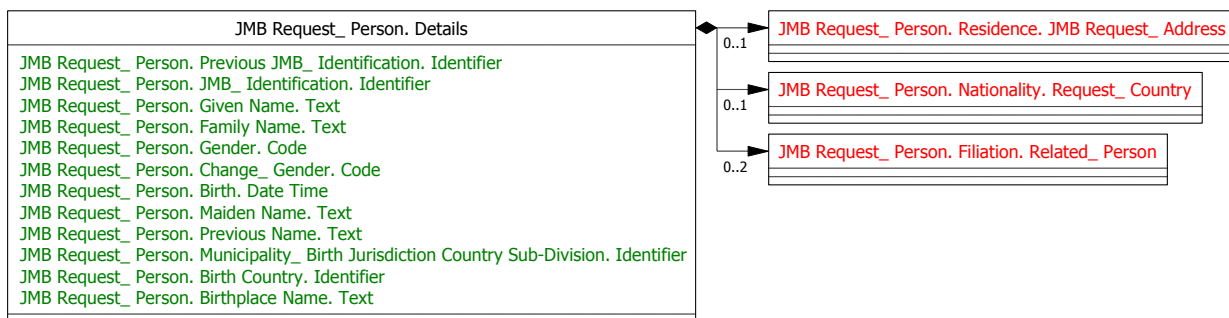 JMB Request_ Person. Details
JMB Request_ Person. Previous JMB_ Identification. Identifier
JMB Request_ Person. JMB_ Identification. Identifier
JMB Request_ Person. Given Name. Text
JMB Request_ Person. Family Name. Text
JMB Request_ Person. Gender. Code
JMB Request_ Person. Change_ Gender. Code
JMB Request_ Person. Birth. Date Time
JMB Request_ Person. Maiden Name. Text
JMB Request_ Person. Previous Name. Text
JMB Request_ Person. Municipality_ Birth Jurisdiction Country Sub-Division. Identifier
JMB Request_ Person. Birth Country. Identifier
JMB Request_ Person. Birthplace Name. Text
0..1
JMB Request_ Person. Residence. JMB Request_ Address
0..1
JMB Request_ Person. Nationality. Request_ Country
0..2
JMB Request_ Person. Filiation. Related_ Person